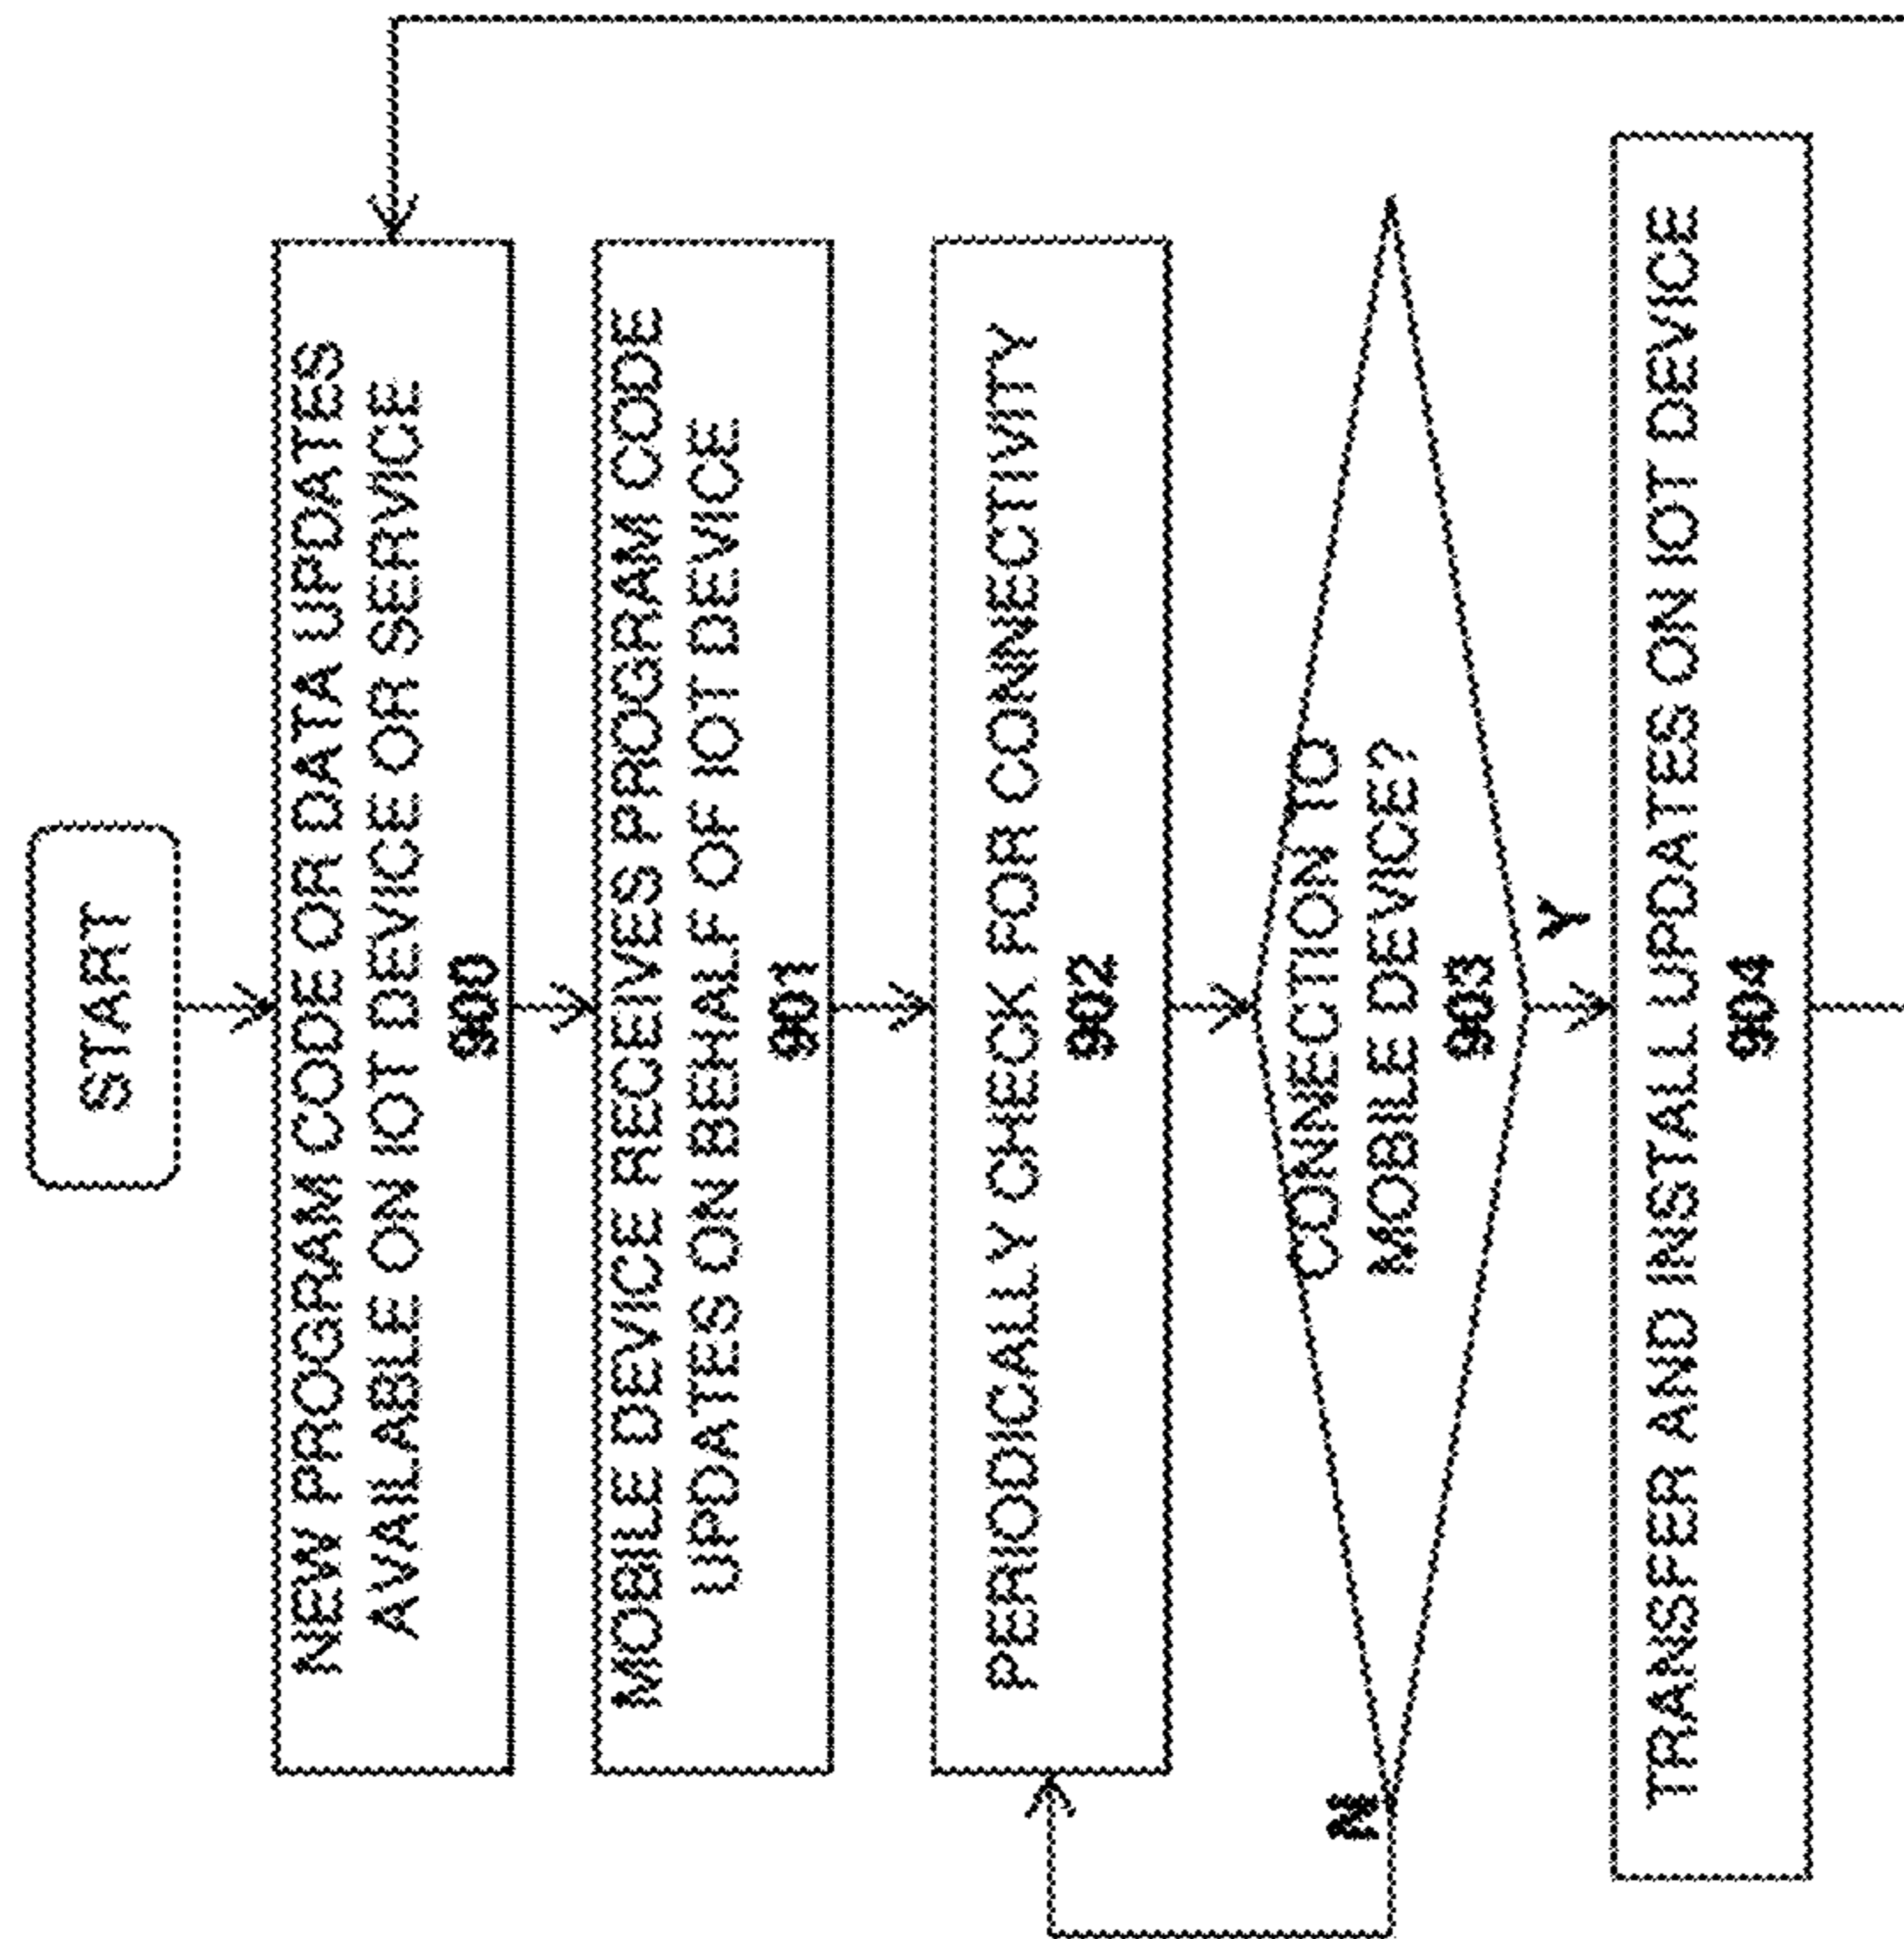 START
NEW PROGRAM CODE OR DATA UPDATES
AVAILABLE ON IOT DEVICE OR SERVICE
900
MOBILE DEVICE RECEIVES PROGRAM CODE
UPDATES ON BEHALF OF IOT DEVICE
901
PERIODICALLY CHECK FOR CONNECTIVITY
902
CONNECTION TO
MOBILE DEVICE?
903
N
Y
TRANSFER AND INSTALL UPDATES ON IOT DEVICE
904